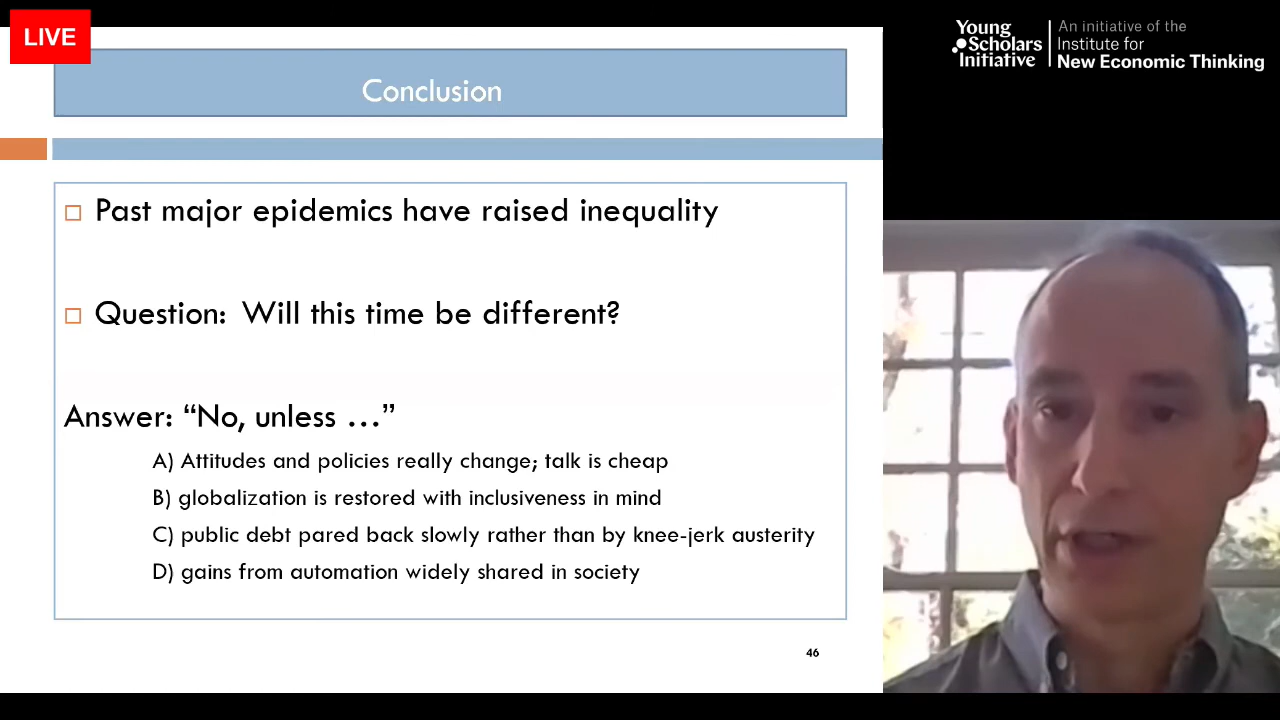 LIVE
Conclusion
Past major epidemics have raised inequality
Question: Will this time be different?
Answer: “No, unless …”
A) Attitudes and policies really change; talk is cheap
B) globalization is restored with inclusiveness in mind
C) public debt pared back slowly rather than by knee-jerk austerity
D) gains from automation widely shared in society
46
Young
Scholars
Initiative
An initiative of the
Institute for
New Economic Thinking